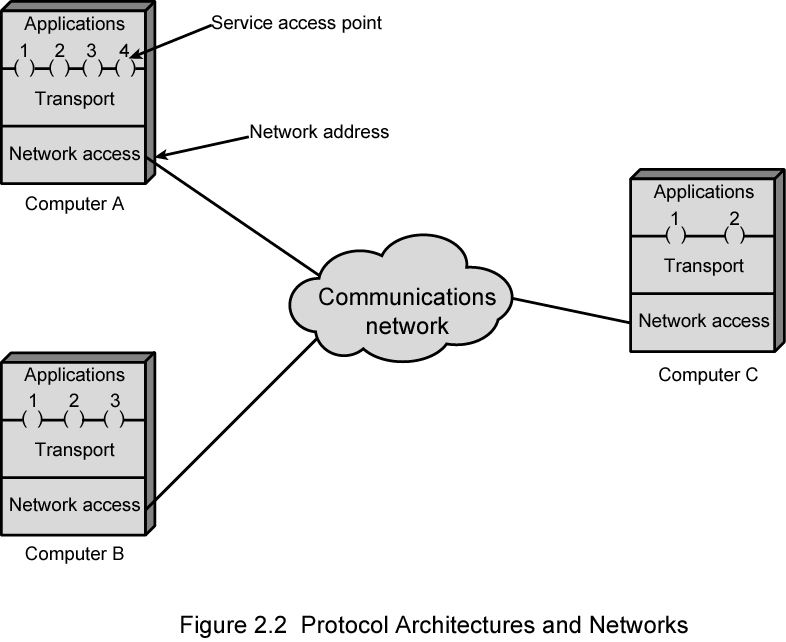 Applications
1 2 3 4
Transport
Network access
Computer A
Service access point
Network address
Communications
network
Applications
1 2
Transport
Network access
Computer C
Applications
1 2 3
Transport
Network access
Computer B
Figure 2.2 Protocol Architectures and Networks